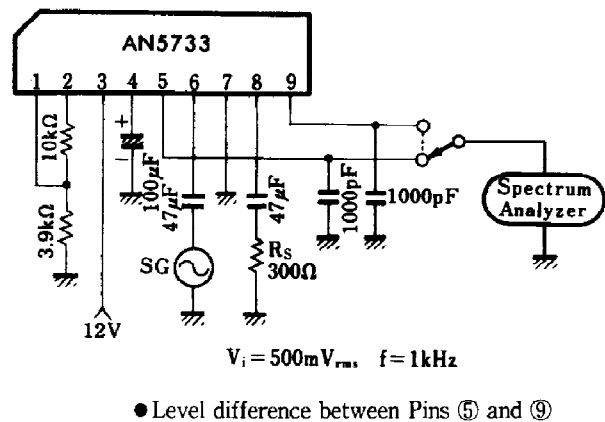 AN5733
1 2 3 4 5 6 7 8 9
+
−
10kΩ
3.9kΩ
100μF
47μF
47μF
1000pF
1000pF
Spectrum
Analyzer
SG
RS
300Ω
12V
Vi=500mVrms, f=1kHz
●Level difference between Pins ⑤ and ⑨